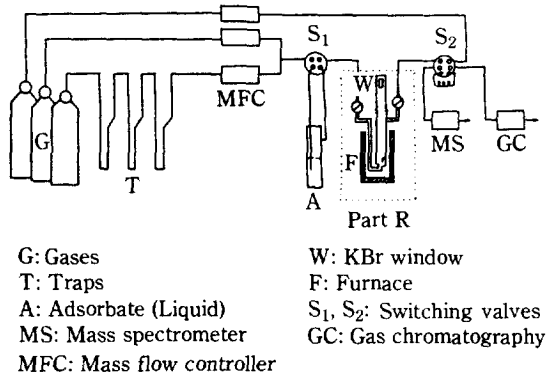 S1
S2
W
G
MFC
MS
GC
T
A
F
Part R
G: Gases
T: Traps
A: Adsorbate (Liquid)
MS: Mass spectrometer
MFC: Mass flow controller
W: KBr window
F: Furnace
S1, S2: Switching valves
GC: Gas chromatography